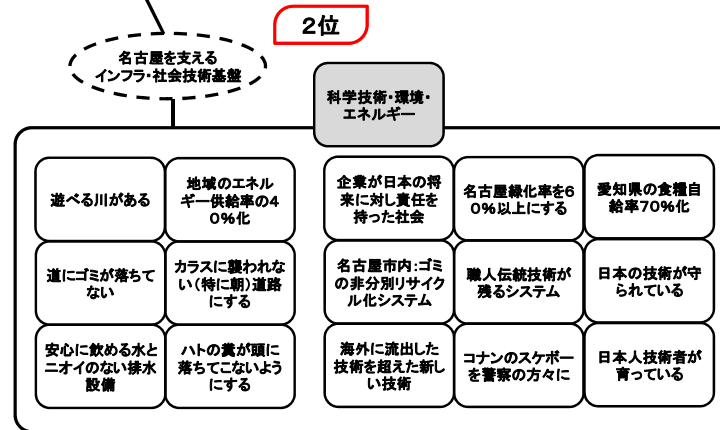 2位
名古屋を支える
インフラ・社会技術基盤
科学技術・環境・
エネルギー
遊べる川がある
地域のエネル
ギー供給率の4
0%化
企業が日本の将
来に対し責任を
持った社会
名古屋緑化率を6
0%以上にする
愛知県の食糧自
給率70%化
道にゴミが落ちて
ない
カラスに襲われな
い(特に朝)道路
にする
名古屋市内:ゴミ
の非分別リサイク
ル化システム
職人伝統技術が
残るシステム
日本の技術が守
られている
安心に飲める水と
ニオイのない排水
設備
ハトの糞が頭に
落ちてこないよう
にする
海外に流出した
技術を超えた新し
い技術
コナンのスケボー
を警察の方々に
日本人技術者が
育っている